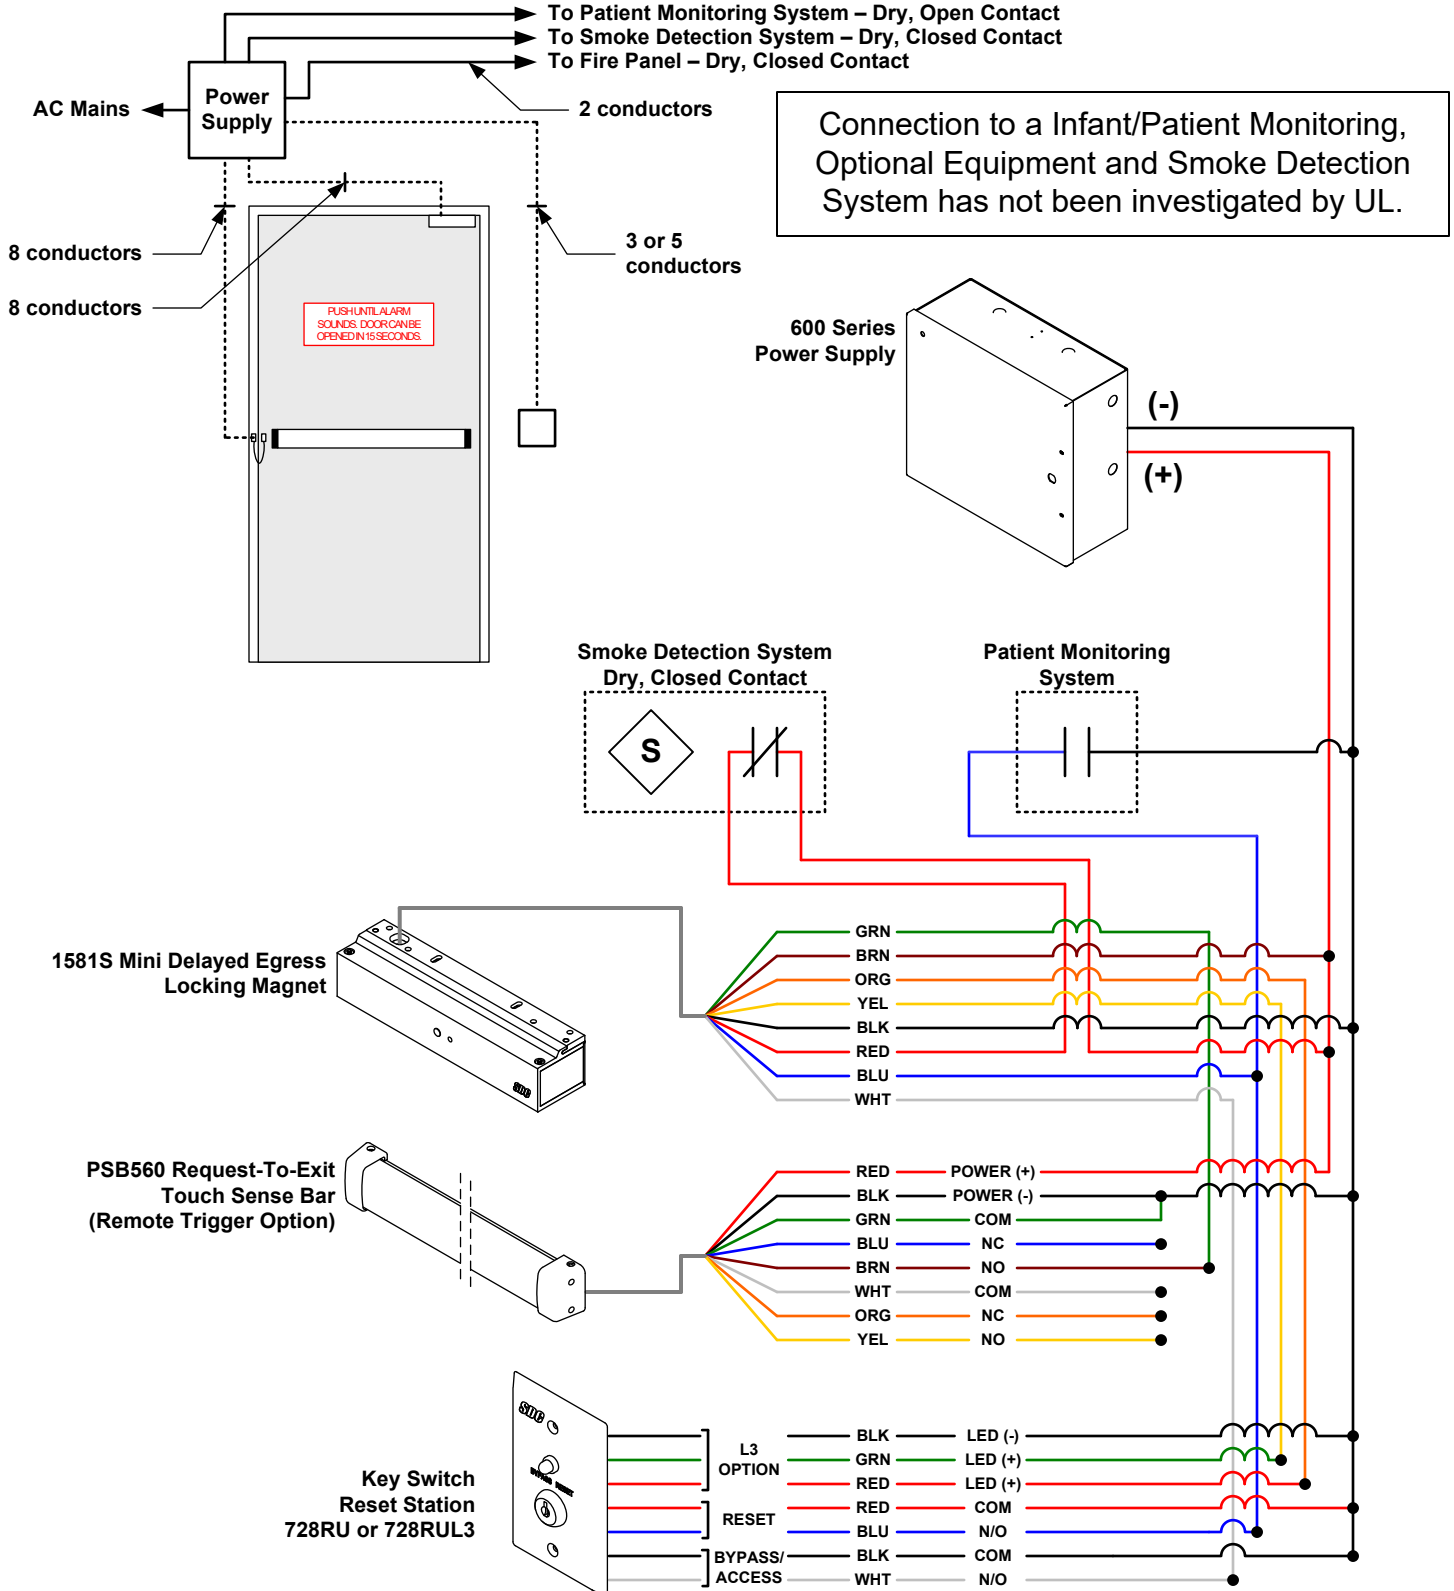 To Patient Monitoring System – Dry, Open Contact
To Smoke Detection System – Dry, Closed Contact
To Fire Panel – Dry, Closed Contact
AC Mains
Power
Supply
2 conductors
Connection to a Infant/Patient Monitoring,
Optional Equipment and Smoke Detection
System has not been investigated by UL.
8 conductors
8 conductors
3 or 5
conductors
PUSH UNTIL ALARM
SOUNDS. DOOR CAN BE
OPENED IN 15 SECONDS.
600 Series
Power Supply
(-)
(+)
Smoke Detection System
Dry, Closed Contact
S
Patient Monitoring
System
1581S Mini Delayed Egress
Locking Magnet
SDC
GRN
BRN
ORG
YEL
BLK
RED
BLU
WHT
PSB560 Request-To-Exit
Touch Sense Bar
(Remote Trigger Option)
RED POWER (+)
BLK POWER (-)
GRN COM
BLU NC
BRN NO
WHT COM
ORG NC
YEL NO
Key Switch
Reset Station
728RU or 728RUL3
SDC
BYPASS RESET
L3
OPTION
RESET
BYPASS/
ACCESS
BLK LED (-)
GRN LED (+)
RED LED (+)
RED COM
BLU N/O
BLK COM
WHT N/O